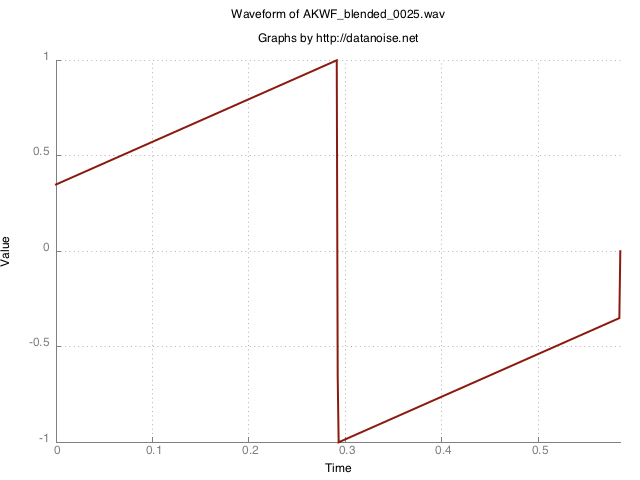 Waveform of AKWF_blended_0025.wav
Graphs by http://datanoise.net
1
0.5
0
-0.5
-1
Value
0
0.1
0.2
0.3
0.4
0.5
Time